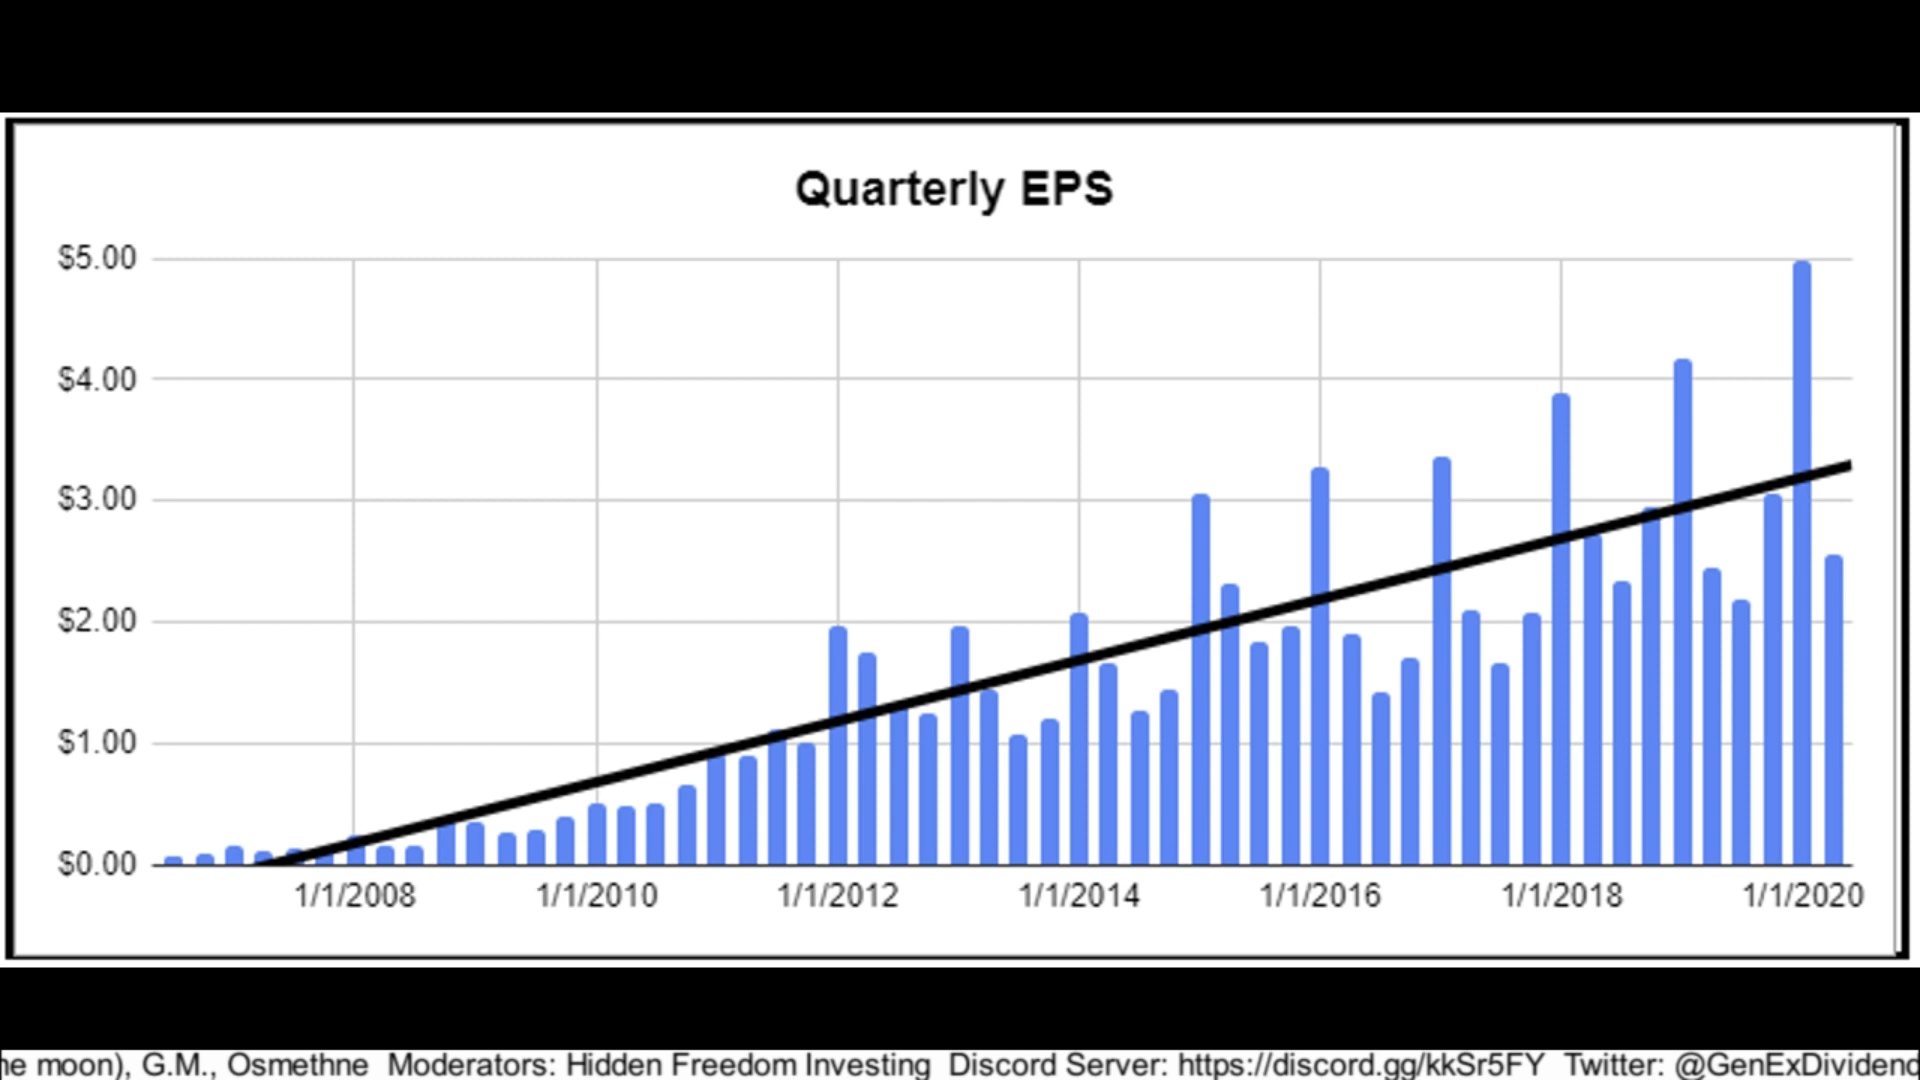 Quarterly EPS
$5.00
$4.00
$3.00
$2.00
$1.00
$0.00
1/1/2008 1/1/2010 1/1/2012 1/1/2014 1/1/2016 1/1/2018 1/1/2020
he moon), G.M., Osmethne Moderators: Hidden Freedom Investing Discord Server: https://discord.gg/kkSr5FY Twitter: @GenExDividend